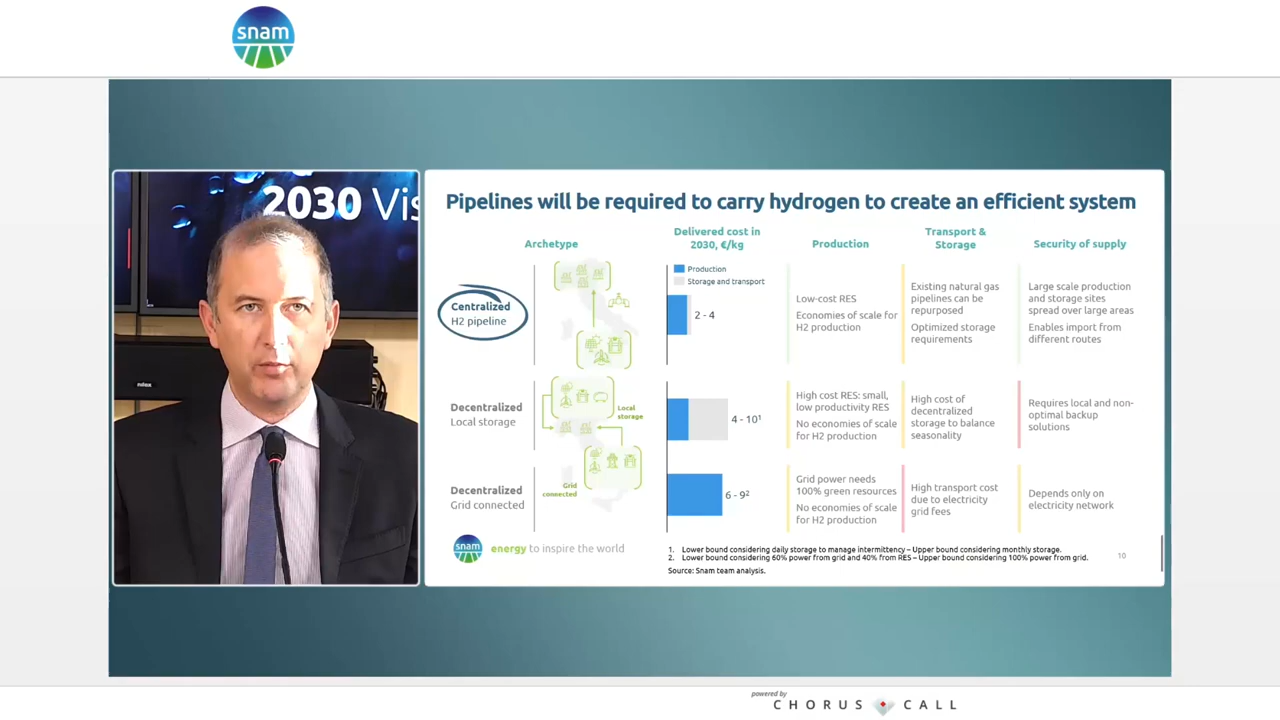 snam
2030 Vis
Pipelines will be required to carry hydrogen to create an efficient system
Archetype
Delivered cost in
2030, €/kg
Production
Transport &
Storage
Security of supply
Production
Storage and transport
Centralized
H2 pipeline
2 - 4
Low-cost RES
Economies of scale for
H2 production
Existing natural gas
pipelines can be
repurposed
Optimized storage
requirements
Large scale production
and storage sites
spread over large areas
Enables import from
different routes
Decentralized
Local storage
Local
storage
4 - 10¹
High cost RES: small,
low productivity RES
No economies of scale
for H2 production
High cost of
decentralized
storage to balance
seasonality
Requires local and non-
optimal backup
solutions
Decentralized
Grid connected
Grid
connected
6 - 9²
Grid power needs
100% green resources
No economies of scale
for H2 production
High transport cost
due to electricity
grid fees
Depends only on
electricity network
snam
energy to inspire the world
1. Lower bound considering daily storage to manage intermittency – Upper bound considering monthly storage.
2. Lower bound considering 60% power from grid and 40% from RES – Upper bound considering 100% power from grid.
Source: Snam team analysis.
10
powered by
CHORUS CALL